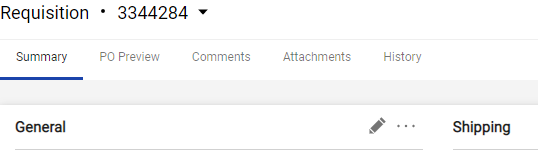 Requisition • 3344284
Summary PO Preview Comments Attachments History
General Shipping